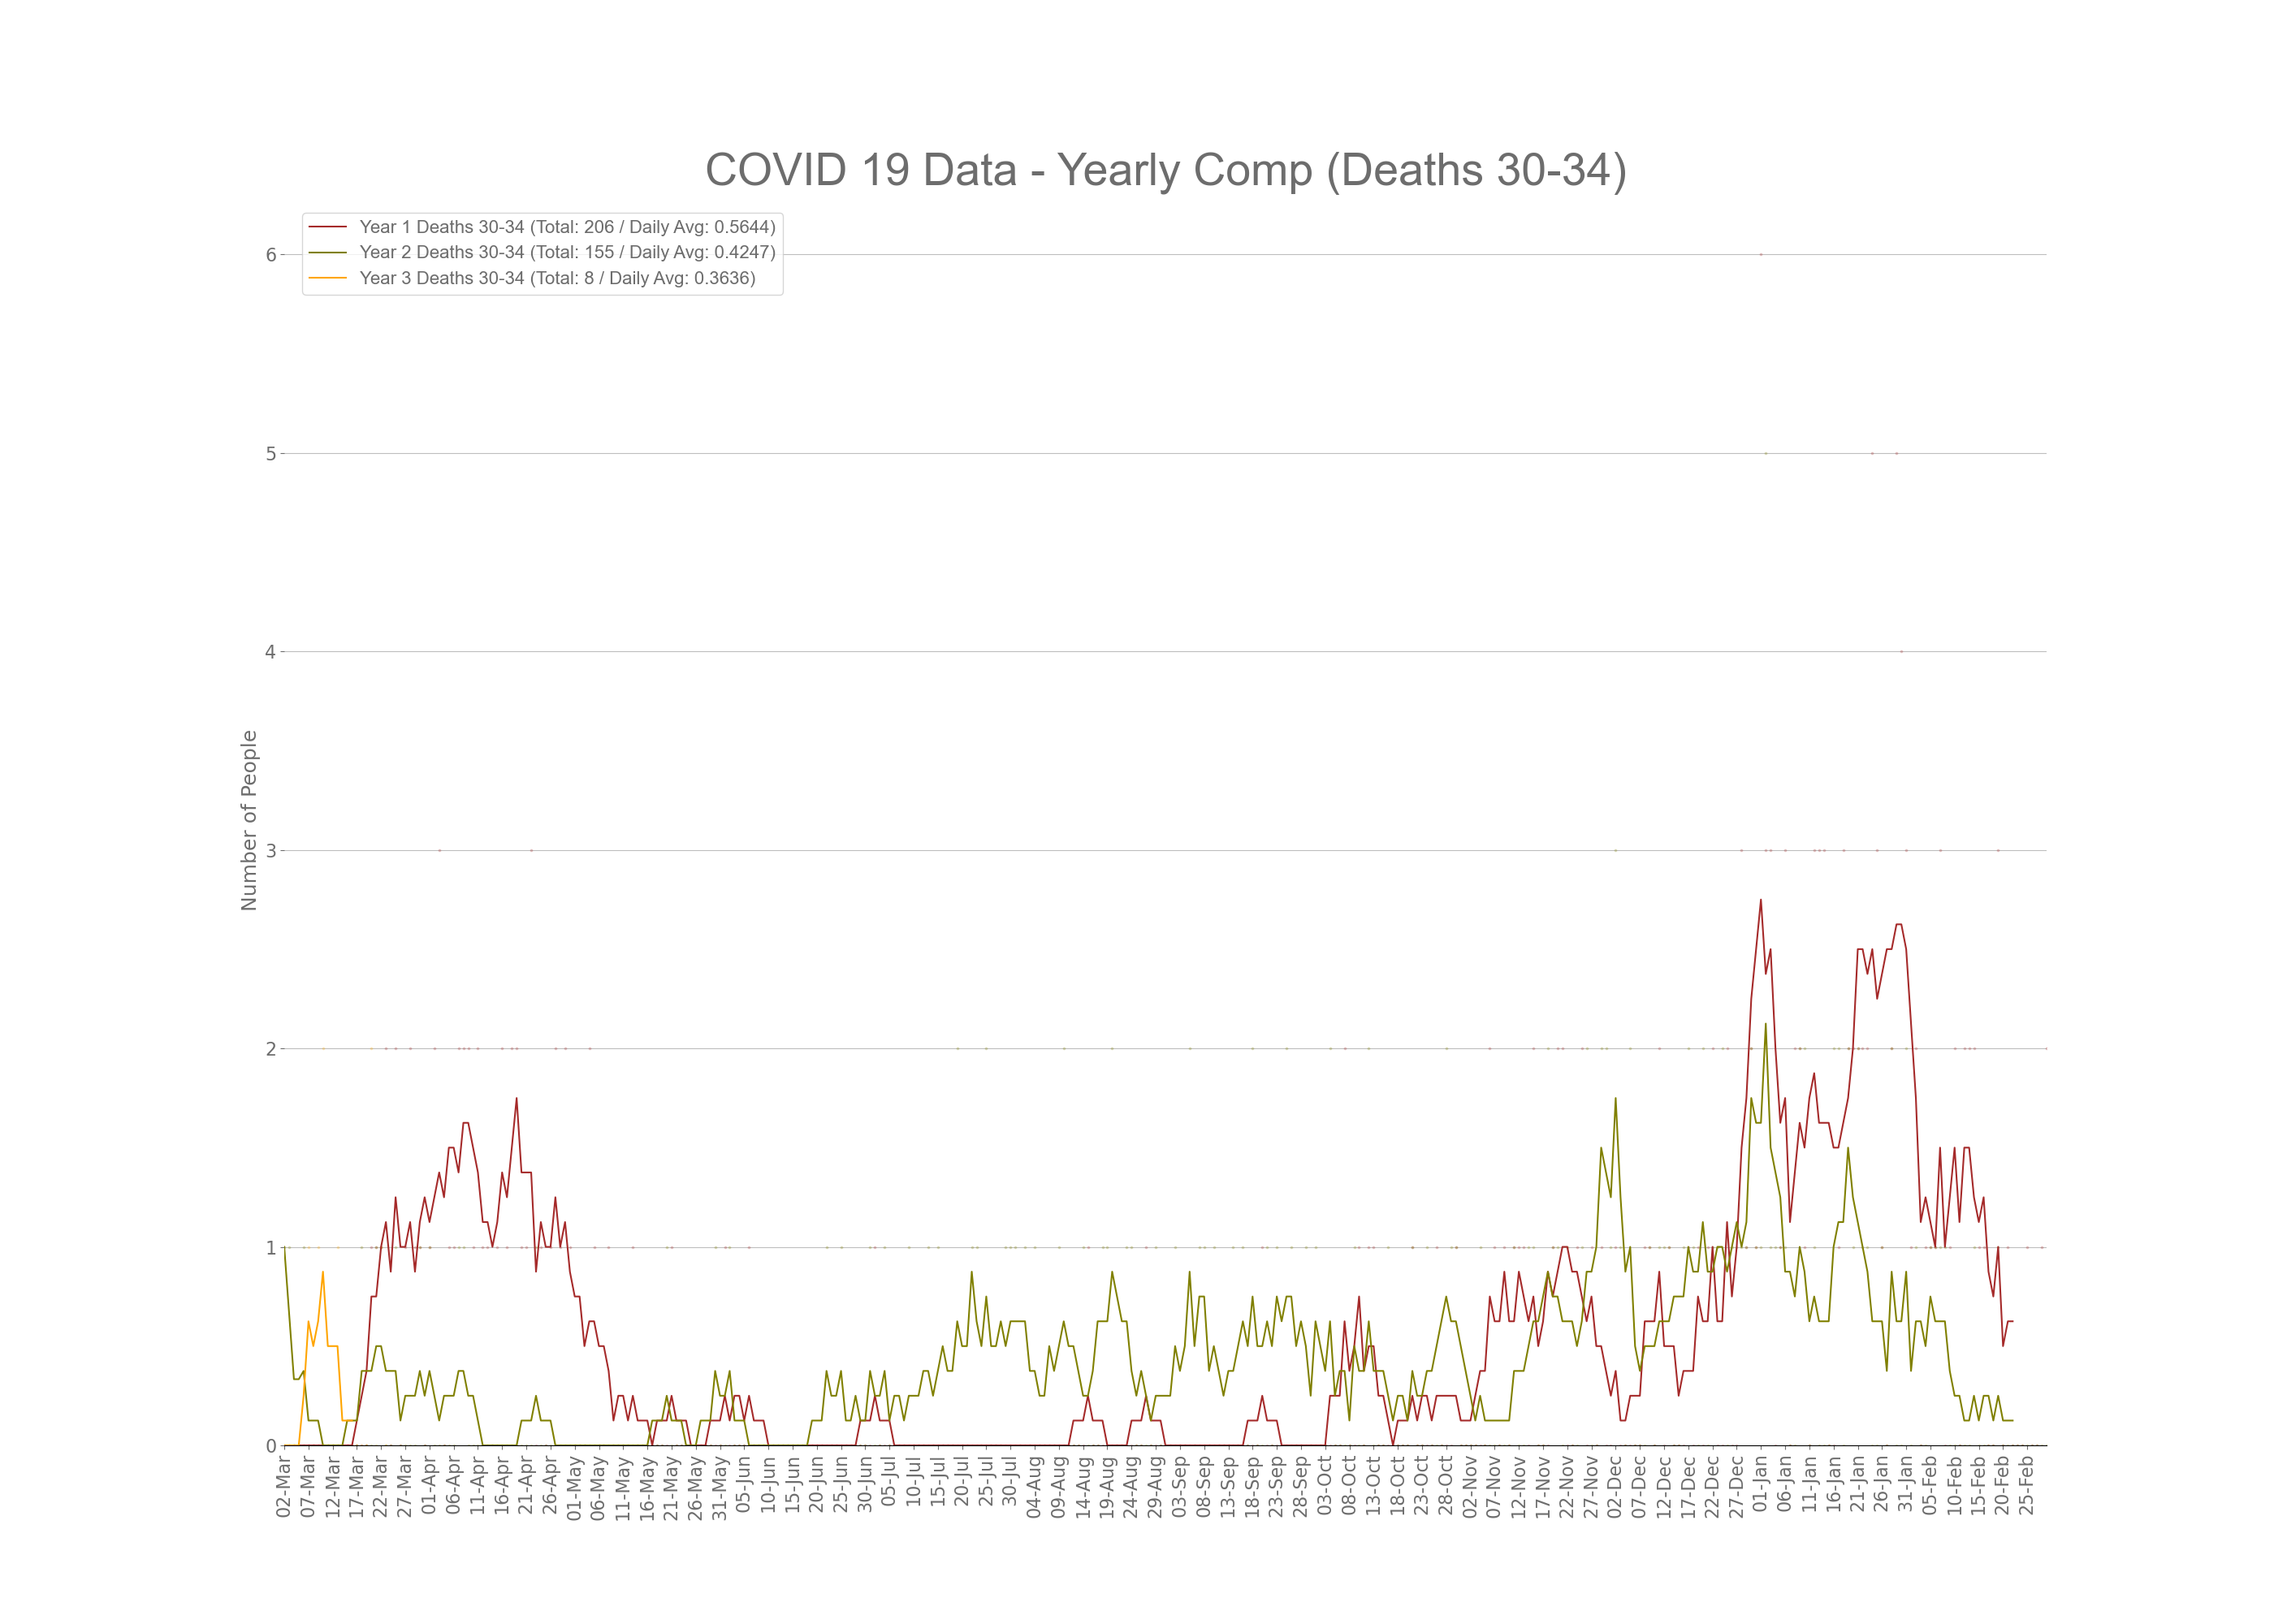 COVID 19 Data - Yearly Comp (Deaths 30-34)
Year 1 Deaths 30-34 (Total: 206 / Daily Avg: 0.5644)
Year 2 Deaths 30-34 (Total: 155 / Daily Avg: 0.4247)
Year 3 Deaths 30-34 (Total: 8 / Daily Avg: 0.3636)
6
5
4
3
2
1
0
Number of People
02-Mar
07-Mar
12-Mar
17-Mar
22-Mar
27-Mar
01-Apr
06-Apr
11-Apr
16-Apr
21-Apr
26-Apr
01-May
06-May
11-May
16-May
21-May
26-May
31-May
05-Jun
10-Jun
15-Jun
20-Jun
25-Jun
30-Jun
05-Jul
10-Jul
15-Jul
20-Jul
25-Jul
30-Jul
04-Aug
09-Aug
14-Aug
19-Aug
24-Aug
29-Aug
03-Sep
08-Sep
13-Sep
18-Sep
23-Sep
28-Sep
03-Oct
08-Oct
13-Oct
18-Oct
23-Oct
28-Oct
02-Nov
07-Nov
12-Nov
17-Nov
22-Nov
27-Nov
02-Dec
07-Dec
12-Dec
17-Dec
22-Dec
27-Dec
01-Jan
06-Jan
11-Jan
16-Jan
21-Jan
26-Jan
31-Jan
05-Feb
10-Feb
15-Feb
20-Feb
25-Feb